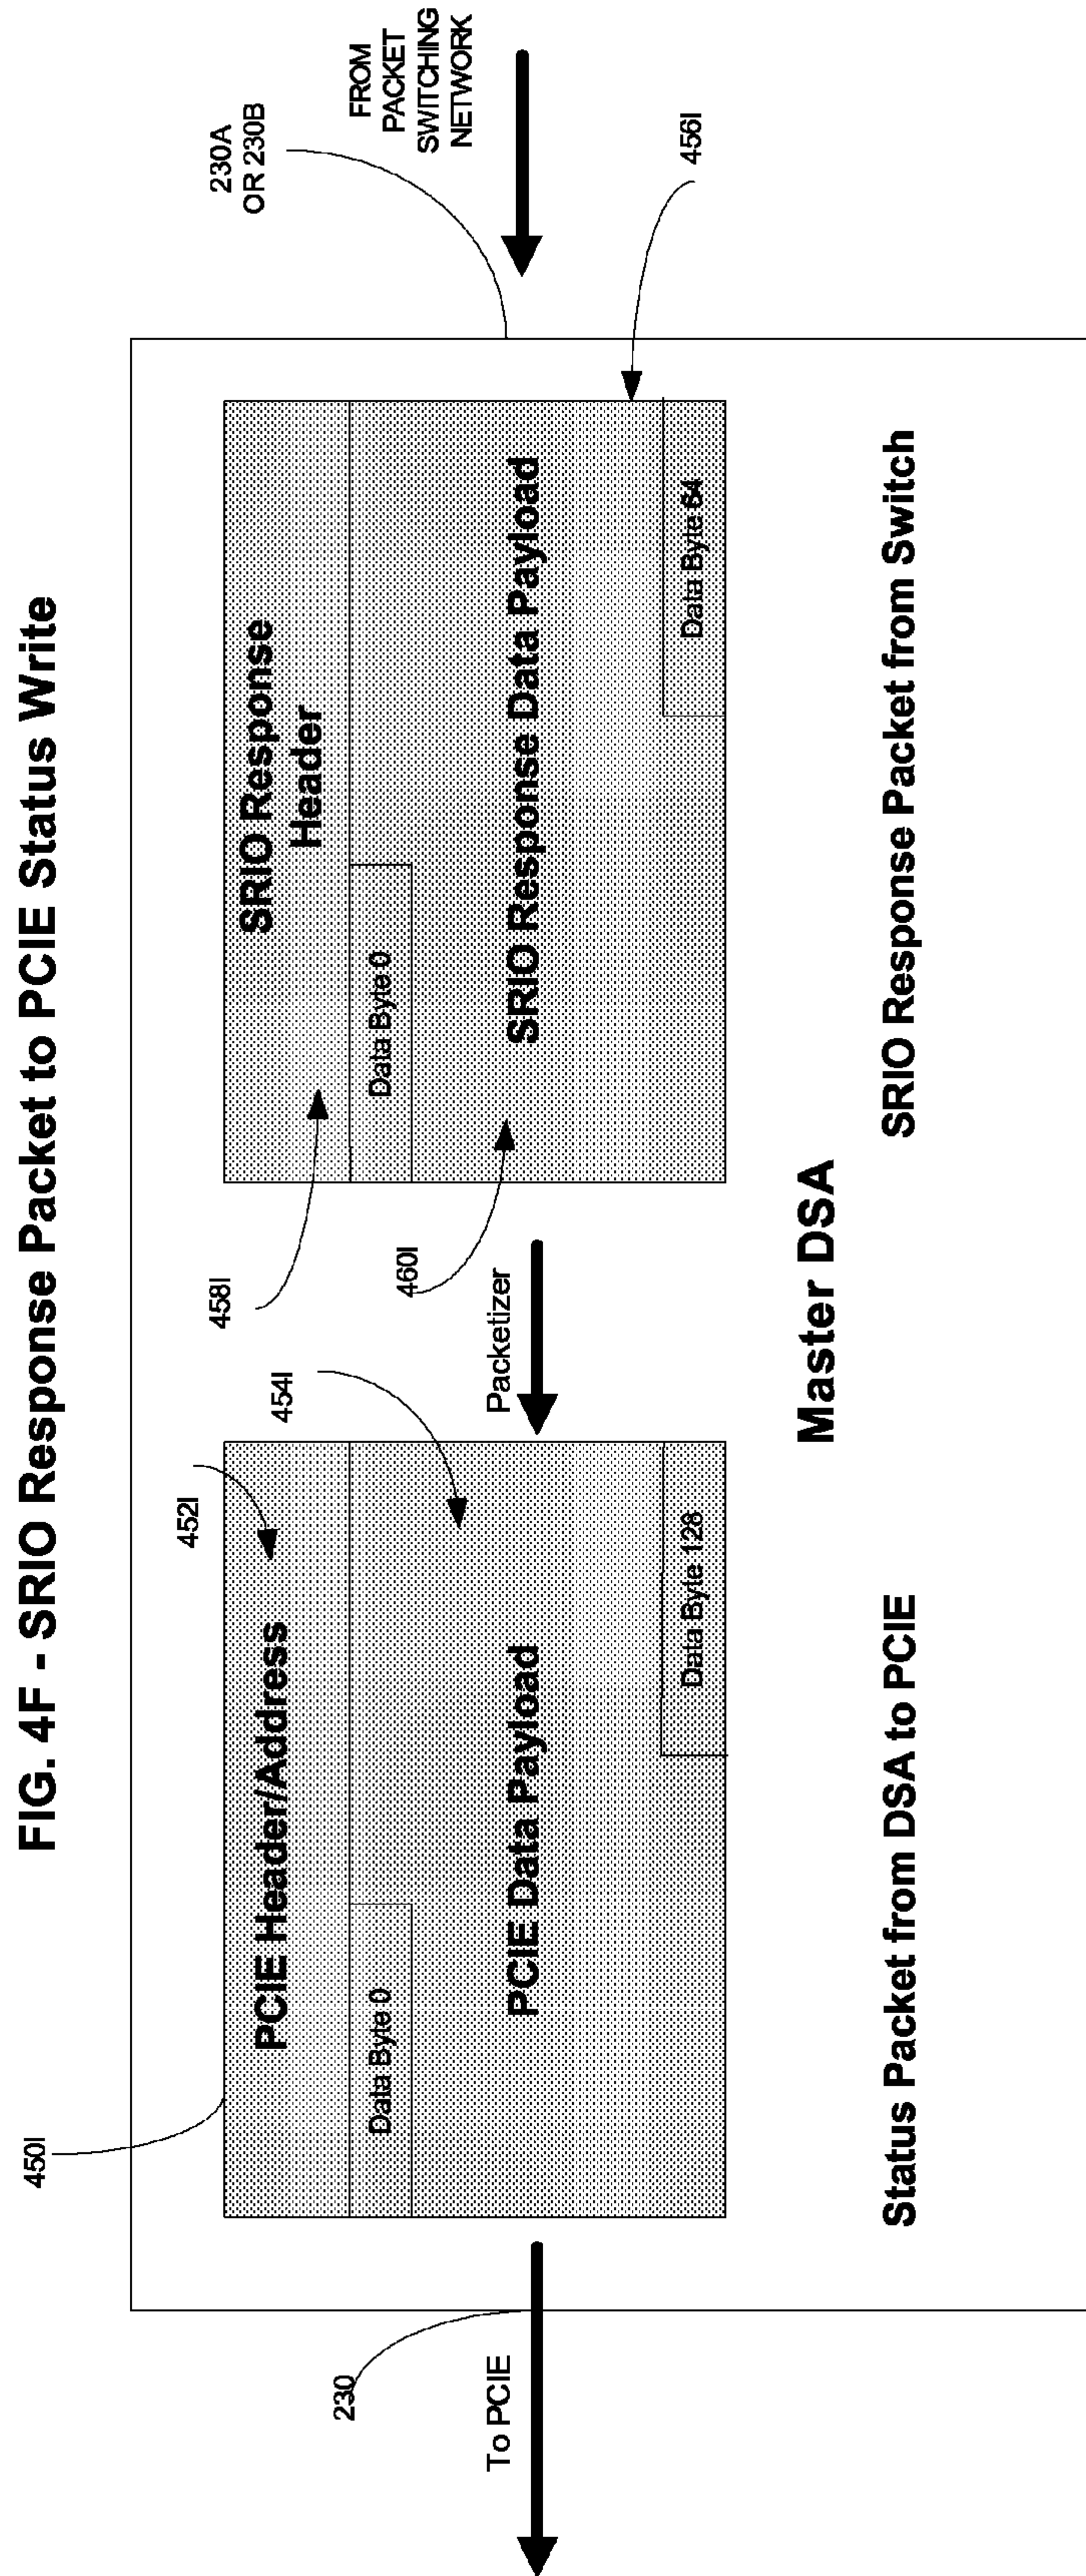 FIG. 4F - SRIO Response Packet to PCIE Status Write
450I
452I
454I
458I
460I
230A
OR 230B
FROM
PACKET
SWITCHING
NETWORK
456I
230
To PCIE
PCIE Header/Address
Data Byte 0
PCIE Data Payload
Data Byte 128
Packetizer
SRIO Response
Header
Data Byte 0
SRIO Response Data Payload
Data Byte 64
Master DSA
Status Packet from DSA to PCIE
SRIO Response Packet from Switch